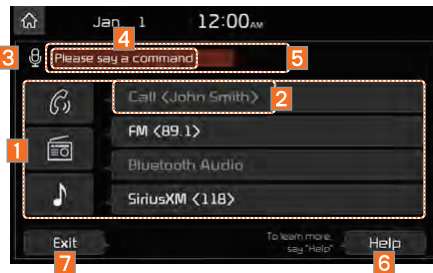 Jan 1 12:00AM
4
3 Please say a command 5
Call <John Smith> 2
FM <89.1>
1
Bluetooth Audio
SiriusXM <118>
Exit To learn more, say "Help" Help
7 6